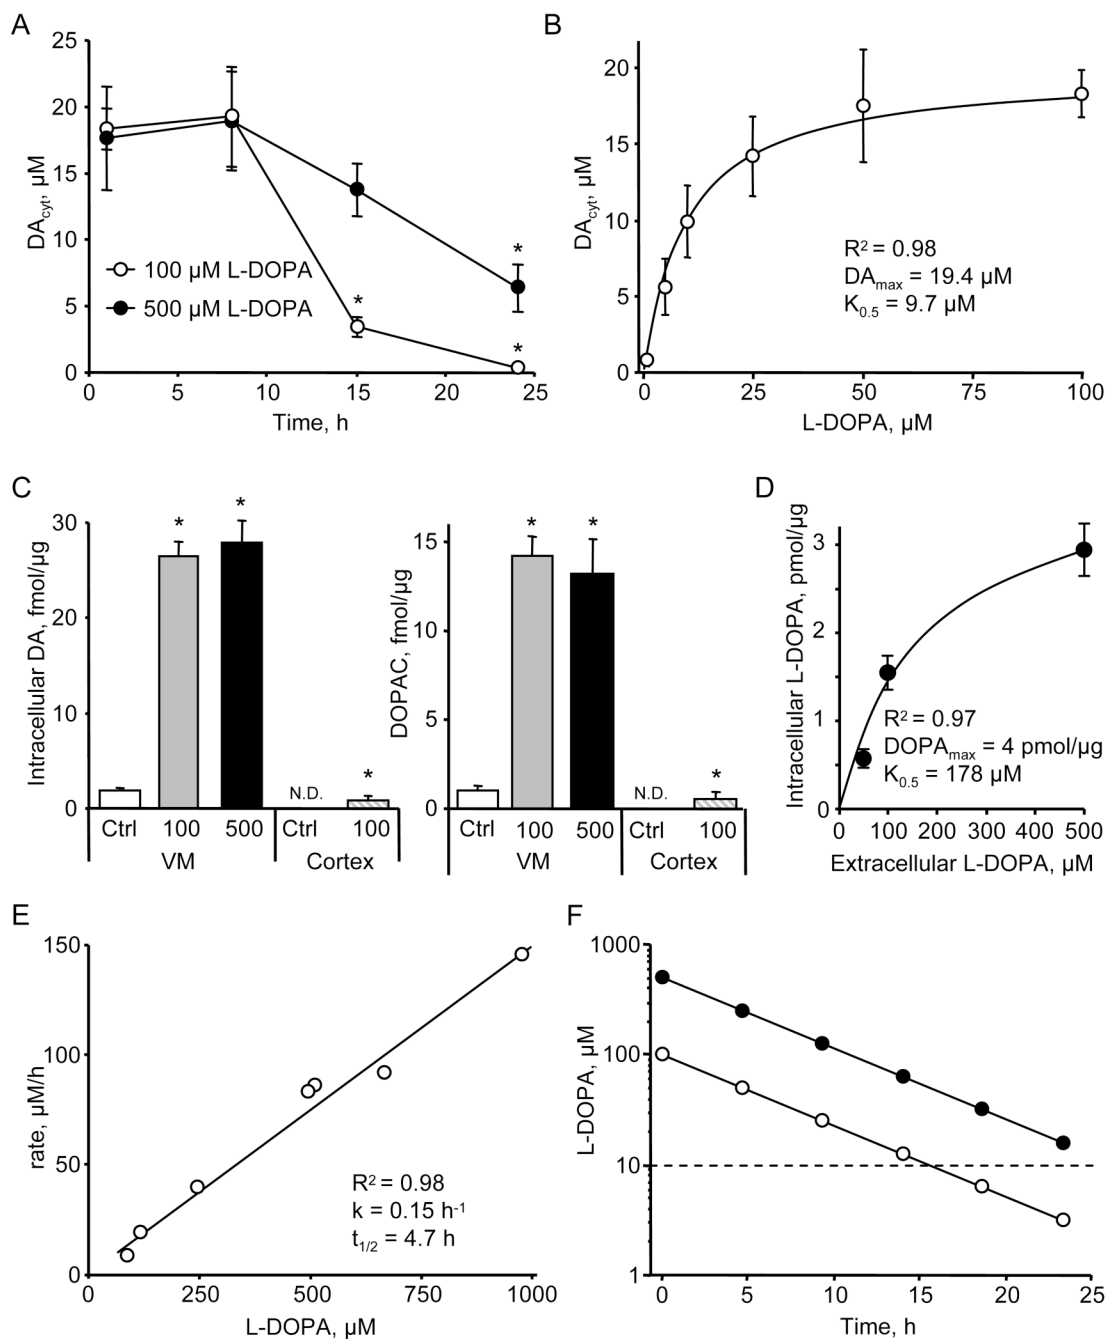 A
25
20
15
10
5
0
DA_cyt, µM
100 µM L-DOPA
500 µM L-DOPA
*
*
*
0 5 10 15 20 25
Time, h
B
20
15
10
5
0
DA_cyt, µM
R² = 0.98
DA_max = 19.4 µM
K_0.5 = 9.7 µM
0 25 50 75 100
L-DOPA, µM
C
30
20
10
0
Intracellular DA, fmol/µg
* *
N.D. *
Ctrl 100 500 Ctrl 100
VM Cortex
15
10
5
0
DOPAC, fmol/µg
* *
N.D. *
Ctrl 100 500 Ctrl 100
VM Cortex
D
3
2
1
0
Intracellular L-DOPA, pmol/µg
R² = 0.97
DOPA_max = 4 pmol/µg
K_0.5 = 178 µM
0 100 200 300 400 500
Extracellular L-DOPA, µM
E
150
100
50
0
rate, µM/h
R² = 0.98
k = 0.15 h⁻¹
t_1/2 = 4.7 h
0 250 500 750 1000
L-DOPA, µM
F
1000
100
10
1
L-DOPA, µM
0 5 10 15 20 25
Time, h